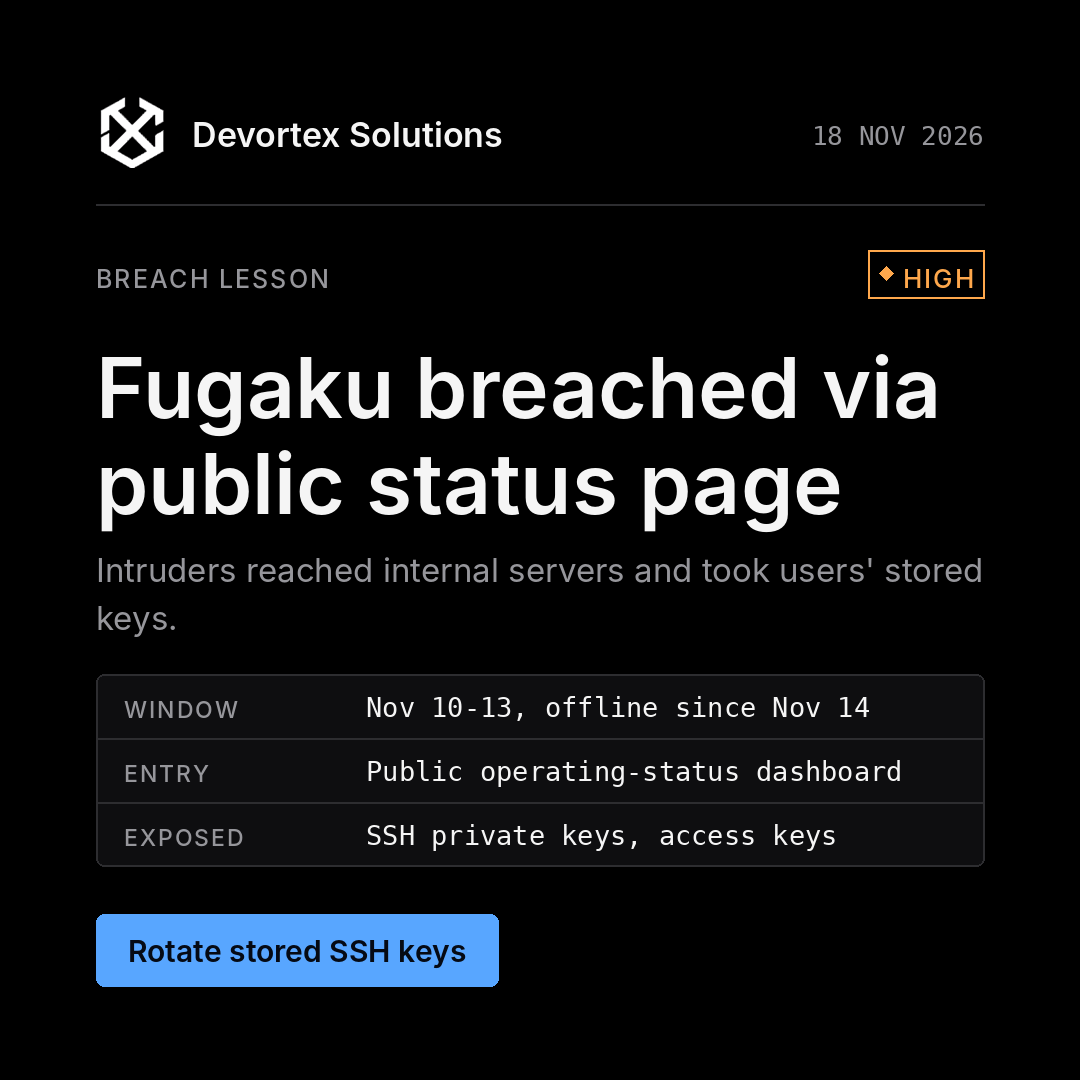 Devortex Solutions
18 NOV 2026
BREACH LESSON
HIGH
Fugaku breached via
public status page
Intruders reached internal servers and took users' stored
keys.
WINDOW Nov 10-13, offline since Nov 14
ENTRY Public operating-status dashboard
EXPOSED SSH private keys, access keys
Rotate stored SSH keys